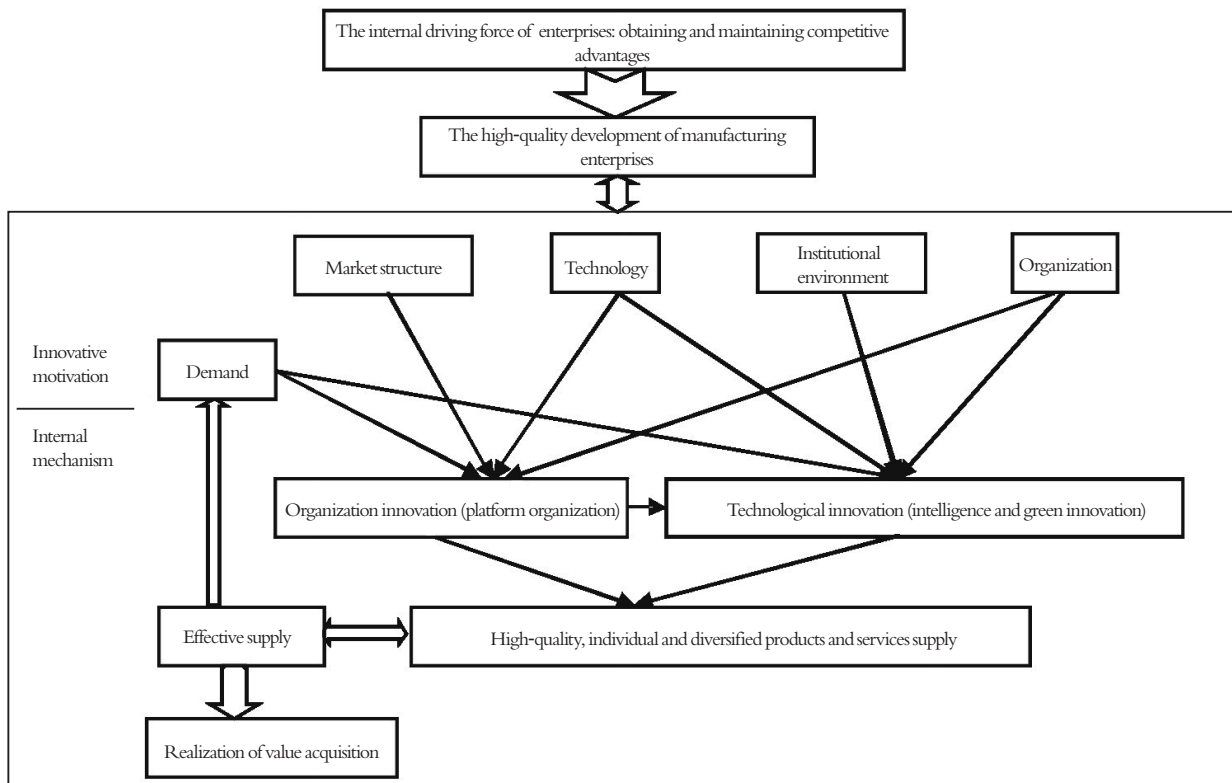 The internal driving force of enterprises: obtaining and maintaining competitive
advantages
The high-quality development of manufacturing
enterprises
Market structure
Technology
Institutional
environment
Organization
Innovative
motivation
Demand
Internal
mechanism
Organization innovation (platform organization)
Technological innovation (intelligence and green innovation)
Effective supply
High-quality, individual and diversified products and services supply
Realization of value acquisition